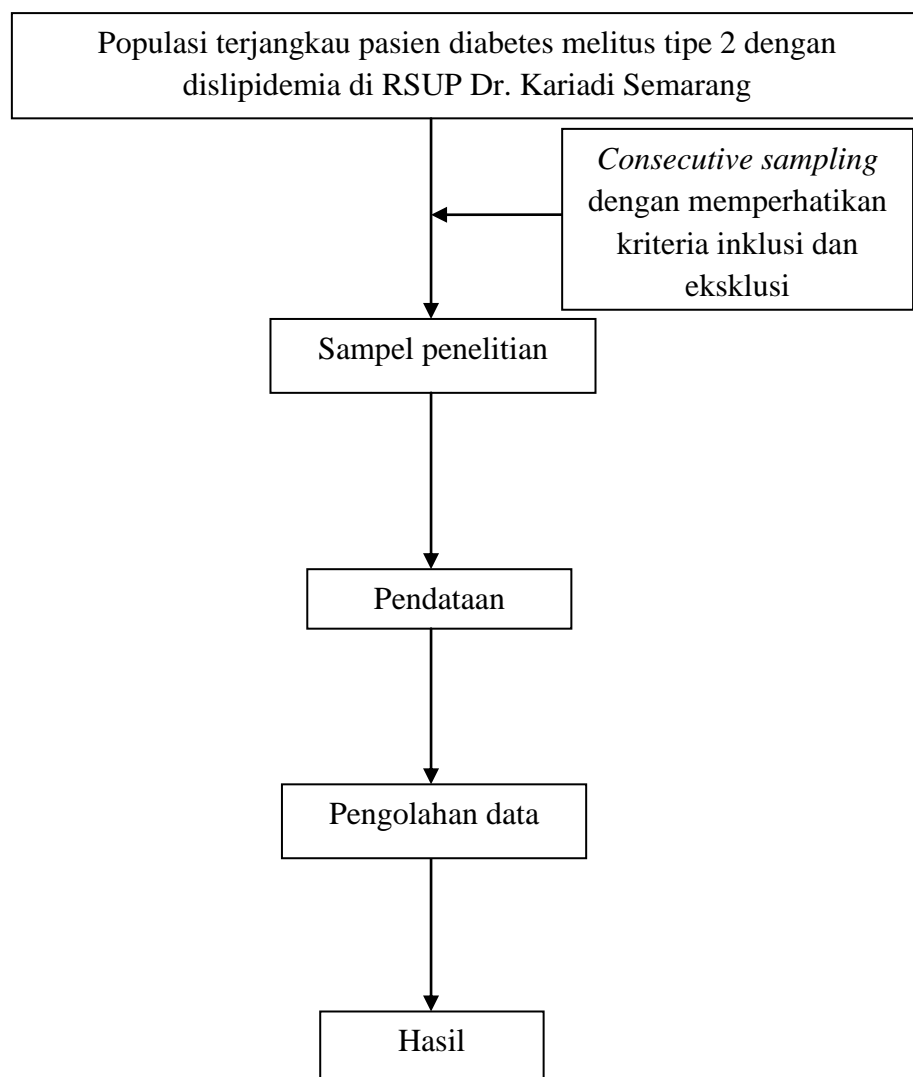 Populasi terjangkau pasien diabetes melitus tipe 2 dengan
dislipidemia di RSUP Dr. Kariadi Semarang
Consecutive sampling
dengan memperhatikan
kriteria inklusi dan
eksklusi
Sampel penelitian
Pendataan
Pengolahan data
Hasil